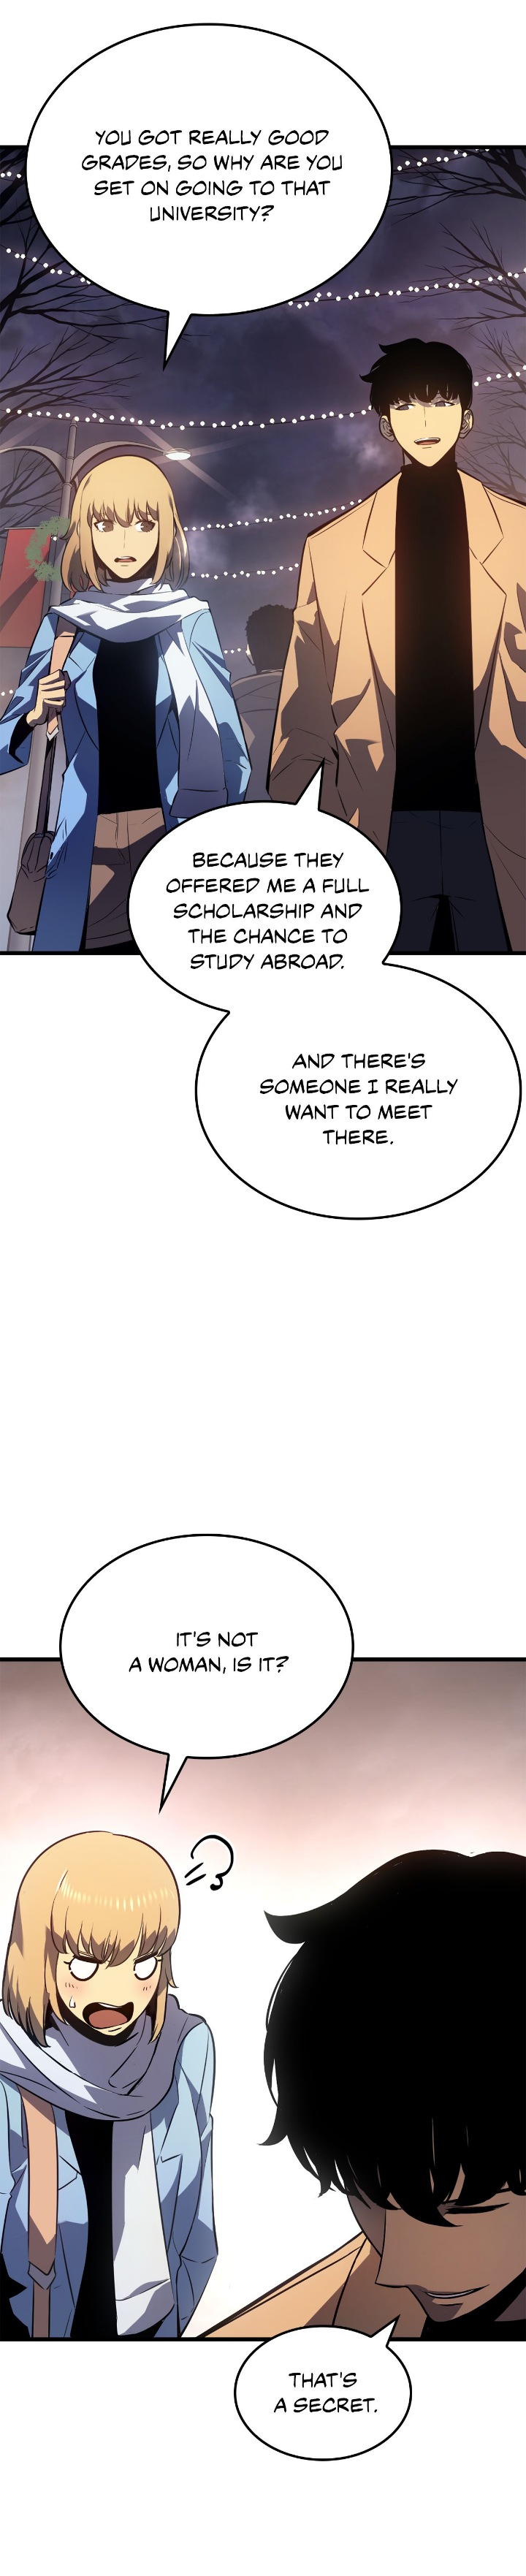 YOU GOT REALLY GOOD
GRADES, SO WHY ARE YOU
SET ON GOING TO THAT
UNIVERSITY?
BECAUSE THEY
OFFERED ME A FULL
SCHOLARSHIP AND
THE CHANCE TO
STUDY ABROAD.
AND THERE'S
SOMEONE I REALLY
WANT TO MEET
THERE.
IT'S NOT
A WOMAN, IS IT?
THAT'S
A SECRET.